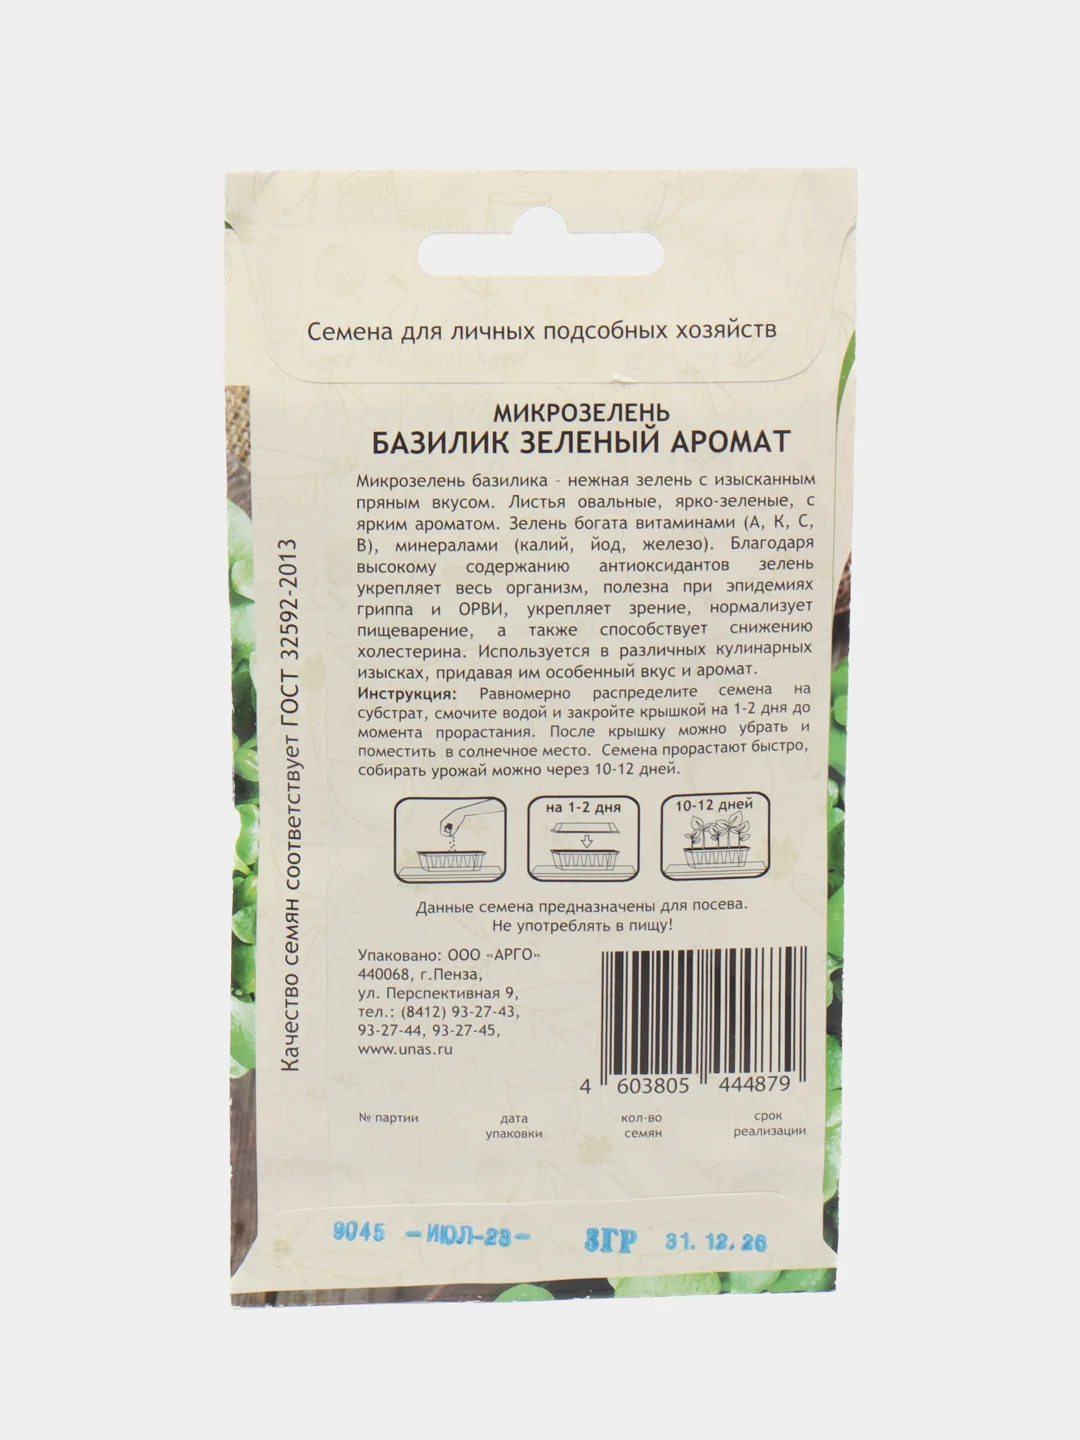 Семена для личных подсобных хозяйств
МИКРОЗЕЛЕНЬ
БАЗИЛИК ЗЕЛЕНЫЙ АРОМАТ
Микрозелень базилика - нежная зелень с изысканным
пряным вкусом. Листья овальные, ярко-зеленые, с
ярким ароматом. Зелень богата витаминами (А, К, С,
В), минералами (калий, йод, железо). Благодаря
высокому содержанию антиоксидантов зелень
укрепляет весь организм, полезна при эпидемиях
гриппа и ОРВИ, укрепляет зрение, нормализует
пищеварение, а также способствует снижению
холестерина. Используется в различных кулинарных
изысках, придавая им особенный вкус и аромат.
Инструкция: Равномерно распределите семена на
субстрат, смочите водой и закройте крышкой на 1-2 дня до
момента прорастания. После крышку можно убрать и
поместить в солнечное место. Семена прорастают быстро,
собирать урожай можно через 10-12 дней.
на 1-2 дня
10-12 дней
Данные семена предназначены для посева.
Не употреблять в пищу!
Качество семян соответствует ГОСТ 32592-2013
Упаковано: ООО «АРГО»
440068, г.Пенза,
ул. Перспективная 9,
тел.: (8412) 93-27-43,
93-27-44, 93-27-45,
www.unas.ru
4 603805 444879
№ партии
дата
упаковки
кол-во
семян
срок
реализации
9045 -ИЮЛ-23- 3ГР 31.12.26